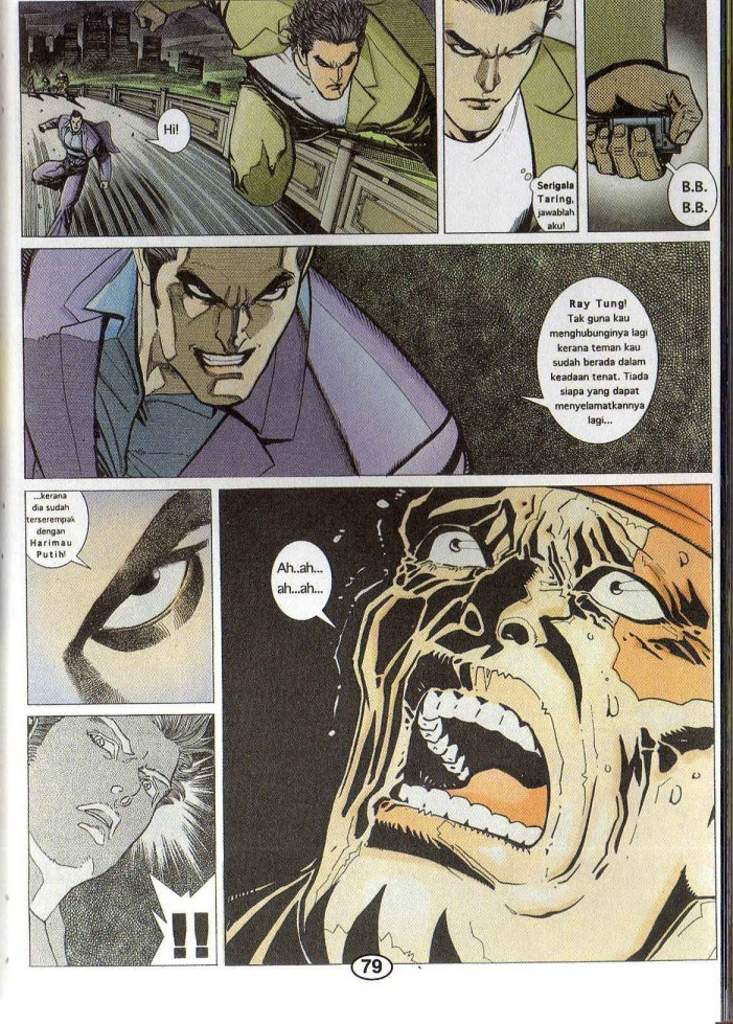 Hi!
Serigala
Taring,
jawablah
aku!
B.B.
B.B.
Ray Tung!
Tak guna kau
menghubunginya lagi
kerana teman kau
sudah berada dalam
keadaan tenat. Tiada
siapa yang dapat
menyelamatkannya
lagi...
...kerana
dia sudah
terserempak
dengan
Harimau
Putih!
Ah..ah...
ah...ah...
!!
79